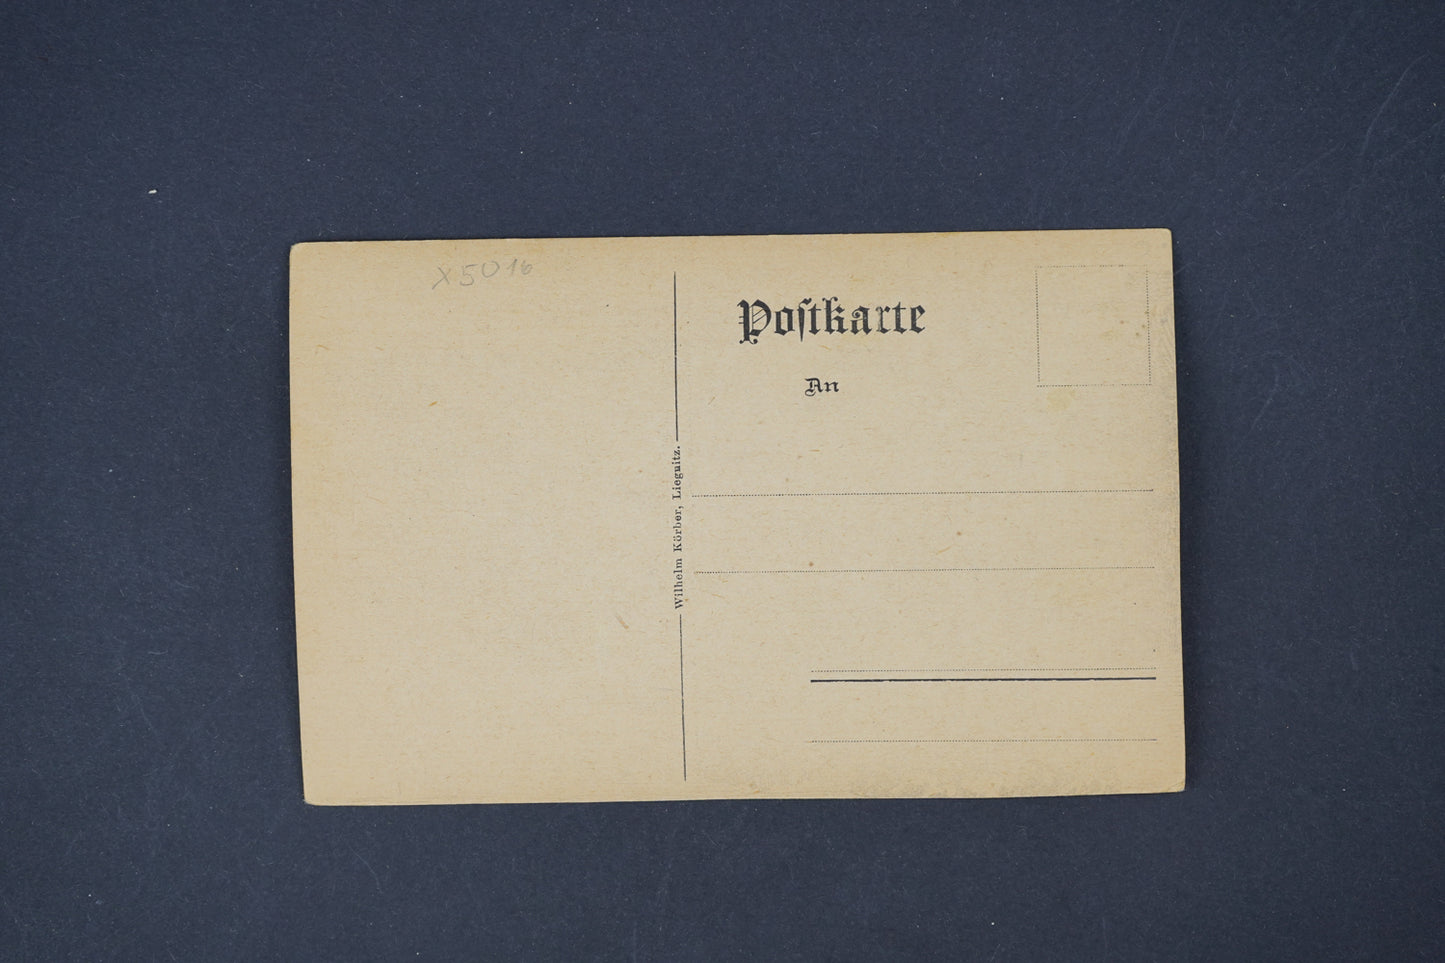 x5016
Postkarte
An
Wilhelm Körber, Liegnitz.